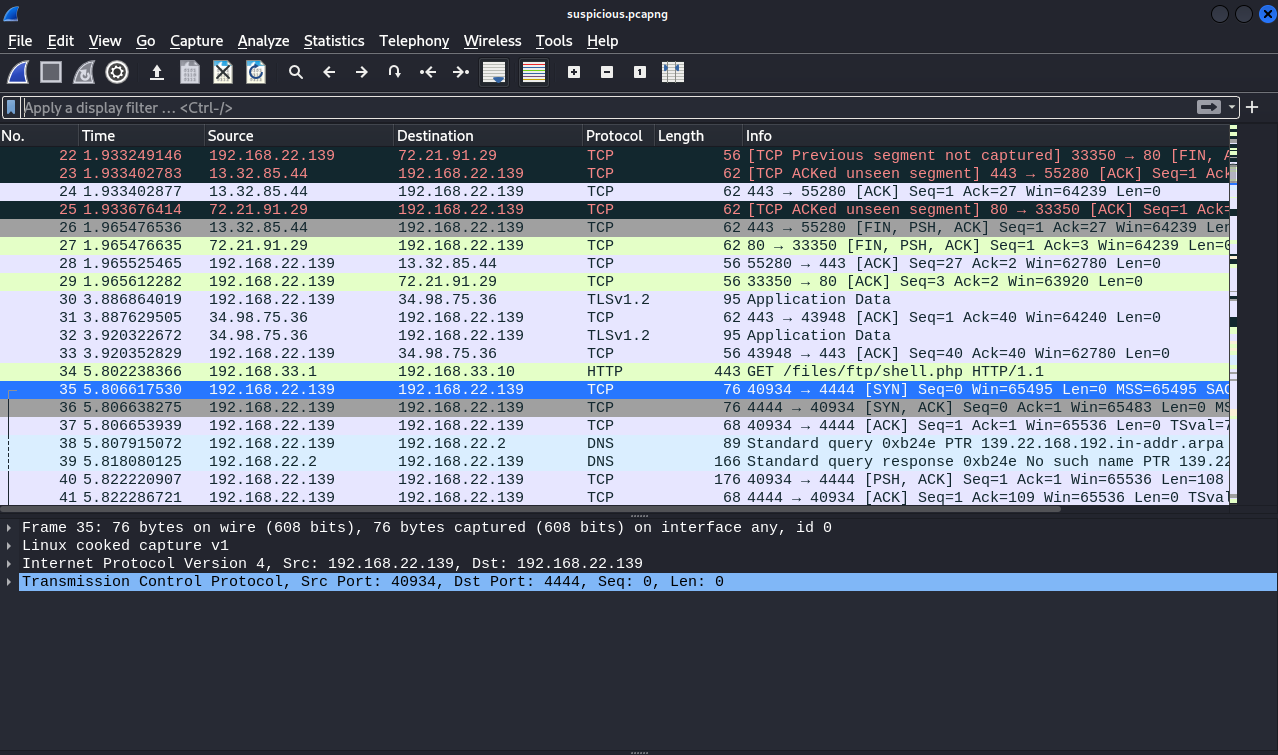 suspicious.pcapng
File Edit View Go Capture Analyze Statistics Telephony Wireless Tools Help
Apply a display filter … <Ctrl-/>
No. Time Source Destination Protocol Length Info
22 1.933249146 192.168.22.139 72.21.91.29 TCP 56 [TCP Previous segment not captured] 33350 → 80 [FIN, A
23 1.933402783 13.32.85.44 192.168.22.139 TCP 62 [TCP ACKed unseen segment] 443 → 55280 [ACK] Seq=1 Ack
24 1.933402877 13.32.85.44 192.168.22.139 TCP 62 443 → 55280 [ACK] Seq=1 Ack=27 Win=64239 Len=0
25 1.933676414 72.21.91.29 192.168.22.139 TCP 62 [TCP ACKed unseen segment] 80 → 33350 [ACK] Seq=1 Ack=
26 1.965476536 13.32.85.44 192.168.22.139 TCP 62 443 → 55280 [FIN, PSH, ACK] Seq=1 Ack=27 Win=64239 Len
27 1.965476635 72.21.91.29 192.168.22.139 TCP 62 80 → 33350 [FIN, PSH, ACK] Seq=1 Ack=3 Win=64239 Len=0
28 1.965525465 192.168.22.139 13.32.85.44 TCP 56 55280 → 443 [ACK] Seq=27 Ack=2 Win=62780 Len=0
29 1.965612282 192.168.22.139 72.21.91.29 TCP 56 33350 → 80 [ACK] Seq=3 Ack=2 Win=63920 Len=0
30 3.886864019 192.168.22.139 34.98.75.36 TLSv1.2 95 Application Data
31 3.887629505 34.98.75.36 192.168.22.139 TCP 62 443 → 43948 [ACK] Seq=1 Ack=40 Win=64240 Len=0
32 3.920322672 34.98.75.36 192.168.22.139 TLSv1.2 95 Application Data
33 3.920352829 192.168.22.139 34.98.75.36 TCP 56 43948 → 443 [ACK] Seq=40 Ack=40 Win=62780 Len=0
34 5.802238366 192.168.33.1 192.168.33.10 HTTP 443 GET /files/ftp/shell.php HTTP/1.1
35 5.806617530 192.168.22.139 192.168.22.139 TCP 76 40934 → 4444 [SYN] Seq=0 Win=65495 Len=0 MSS=65495 SAC
36 5.806638275 192.168.22.139 192.168.22.139 TCP 76 4444 → 40934 [SYN, ACK] Seq=0 Ack=1 Win=65483 Len=0 MS
37 5.806653939 192.168.22.139 192.168.22.139 TCP 68 40934 → 4444 [ACK] Seq=1 Ack=1 Win=65536 Len=0 TSval=7
38 5.807915072 192.168.22.139 192.168.22.2 DNS 89 Standard query 0xb24e PTR 139.22.168.192.in-addr.arpa
39 5.818080125 192.168.22.2 192.168.22.139 DNS 166 Standard query response 0xb24e No such name PTR 139.22
40 5.822220907 192.168.22.139 192.168.22.139 TCP 176 40934 → 4444 [PSH, ACK] Seq=1 Ack=1 Win=65536 Len=108
41 5.822286721 192.168.22.139 192.168.22.139 TCP 68 4444 → 40934 [ACK] Seq=1 Ack=109 Win=65536 Len=0 TSval
Frame 35: 76 bytes on wire (608 bits), 76 bytes captured (608 bits) on interface any, id 0
Linux cooked capture v1
Internet Protocol Version 4, Src: 192.168.22.139, Dst: 192.168.22.139
Transmission Control Protocol, Src Port: 40934, Dst Port: 4444, Seq: 0, Len: 0